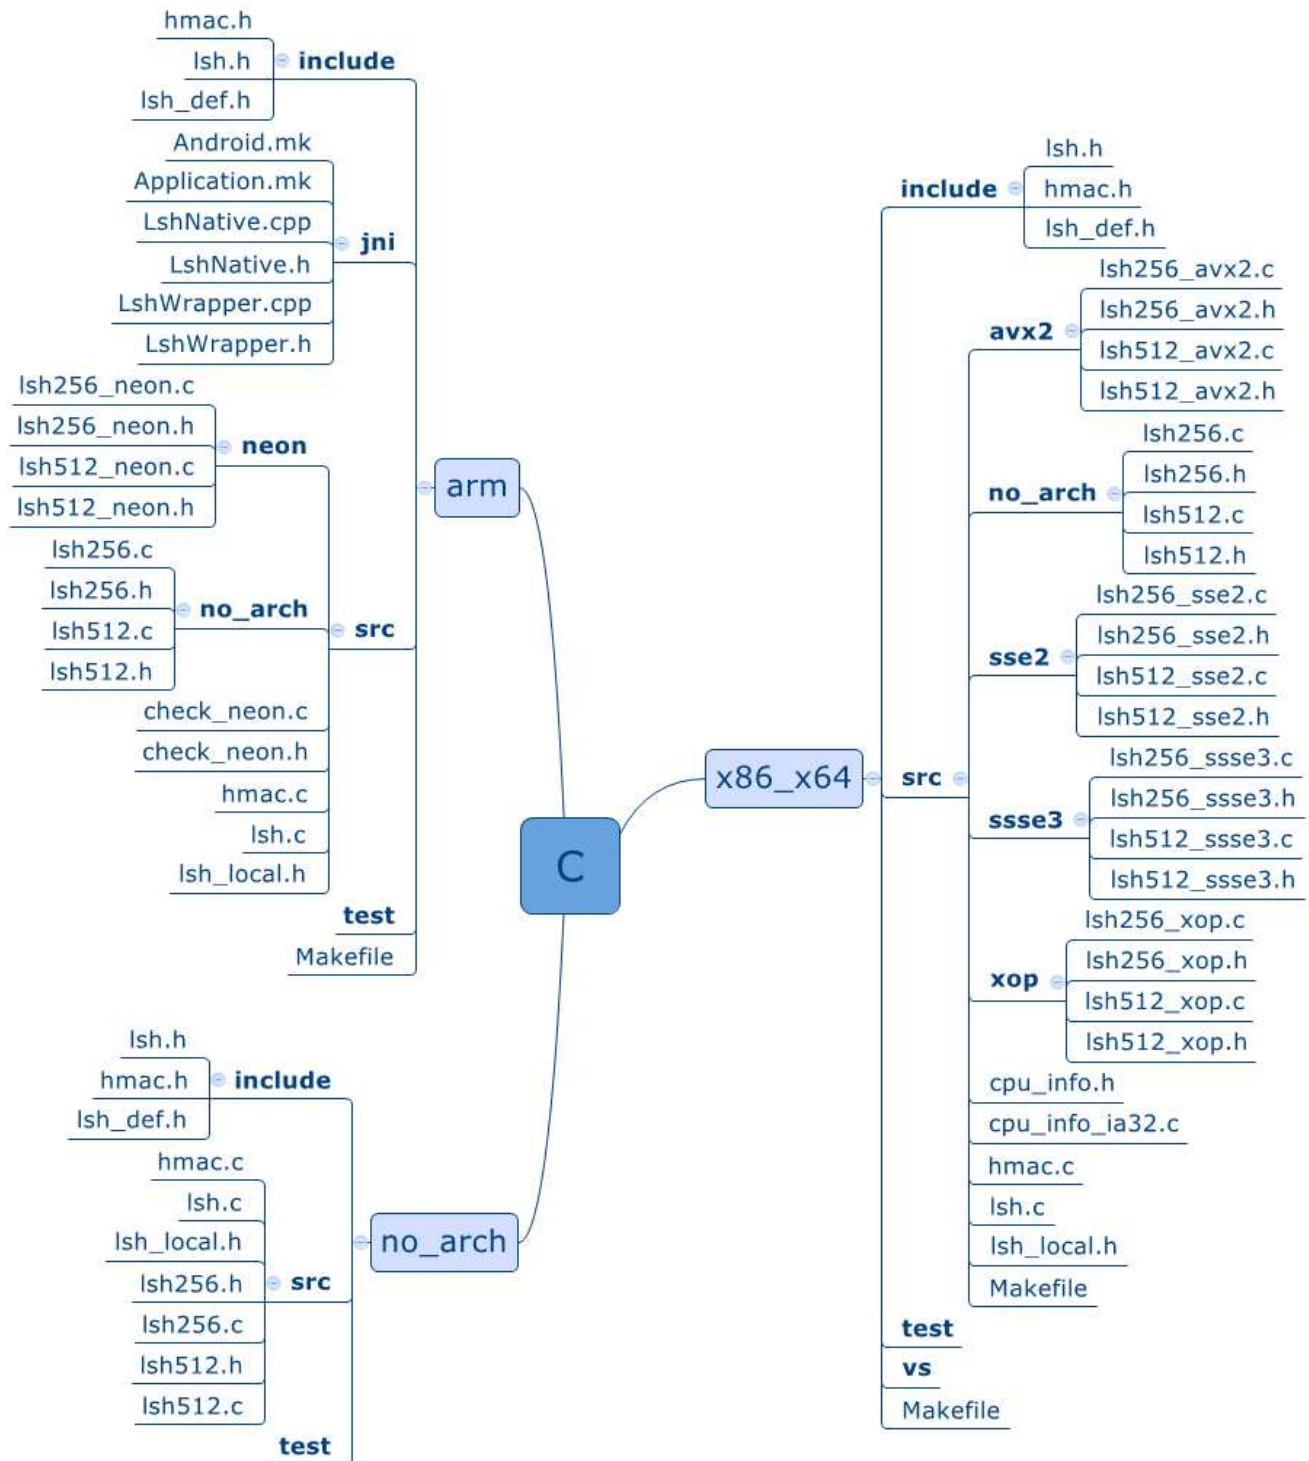 hmac.h
lsh.h
lsh_def.h
include
Android.mk
Application.mk
LshNative.cpp
LshNative.h
LshWrapper.cpp
LshWrapper.h
jni
lsh256_neon.c
lsh256_neon.h
lsh512_neon.c
lsh512_neon.h
neon
lsh256.c
lsh256.h
lsh512.c
lsh512.h
no_arch
check_neon.c
check_neon.h
hmac.c
lsh.c
lsh_local.h
src
test
Makefile
arm
lsh.h
hmac.h
lsh_def.h
include
hmac.c
lsh.c
lsh_local.h
lsh256.h
lsh256.c
lsh512.h
lsh512.c
src
test
no_arch
C
x86_x64
include
lsh.h
hmac.h
lsh_def.h
src
avx2
lsh256_avx2.c
lsh256_avx2.h
lsh512_avx2.c
lsh512_avx2.h
no_arch
lsh256.c
lsh256.h
lsh512.c
lsh512.h
sse2
lsh256_sse2.c
lsh256_sse2.h
lsh512_sse2.c
lsh512_sse2.h
ssse3
lsh256_ssse3.c
lsh256_ssse3.h
lsh512_ssse3.c
lsh512_ssse3.h
xop
lsh256_xop.c
lsh256_xop.h
lsh512_xop.c
lsh512_xop.h
cpu_info.h
cpu_info_ia32.c
hmac.c
lsh.c
lsh_local.h
Makefile
test
vs
Makefile